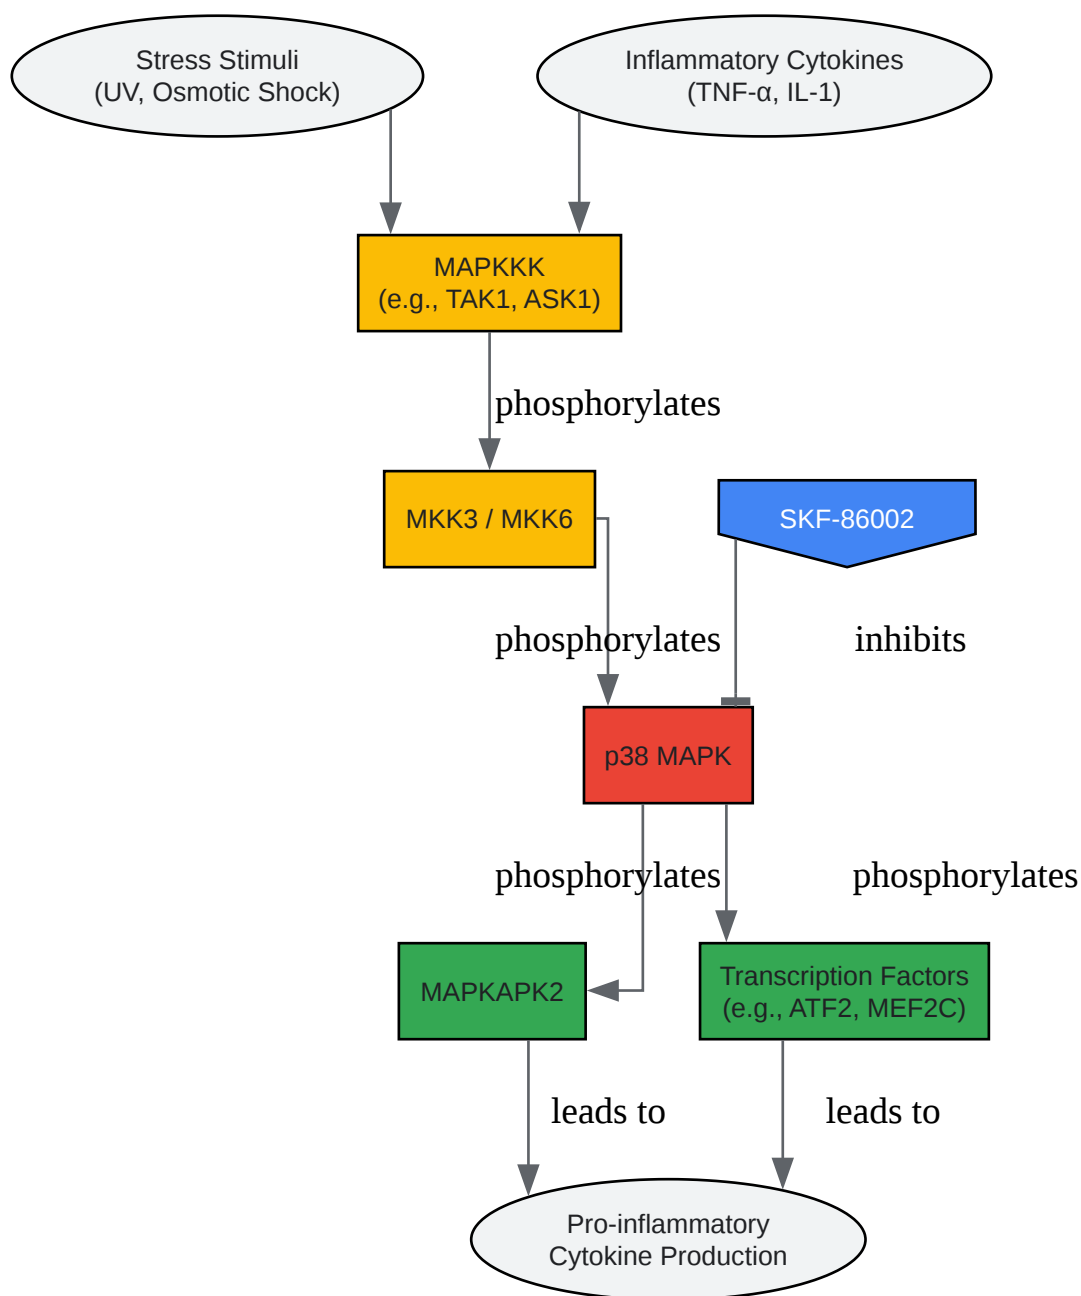 Stress Stimuli
(UV, Osmotic Shock)
Inflammatory Cytokines
(TNF-α, IL-1)
MAPKKK
(e.g., TAK1, ASK1)
phosphorylates
MKK3 / MKK6
SKF-86002
phosphorylates
inhibits
p38 MAPK
phosphorylates
phosphorylates
MAPKAPK2
Transcription Factors
(e.g., ATF2, MEF2C)
leads to
leads to
Pro-inflammatory
Cytokine Production